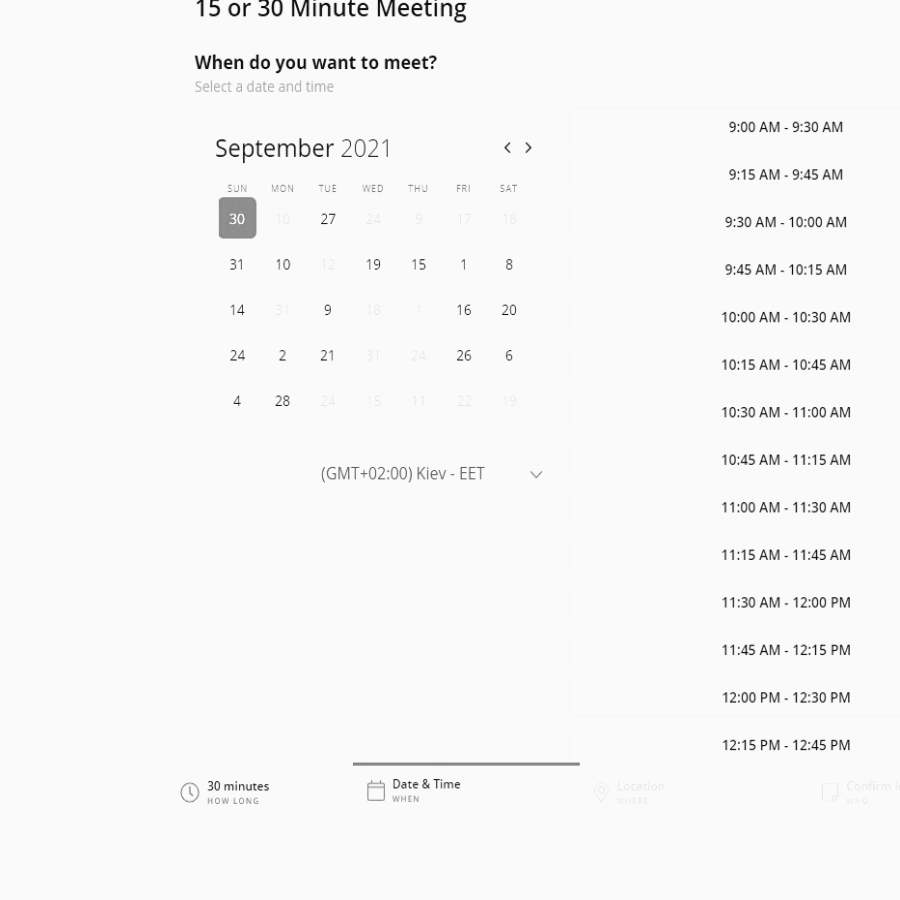 15 or 30 Minute Meeting
When do you want to meet?
Select a date and time
September 2021
SUN MON TUE WED THU FRI SAT
30 10 27 24 9 17 18
31 10 12 19 15 1 8
14 31 9 18 1 16 20
24 2 21 31 24 26 6
4 28 24 15 11 22 19
(GMT+02:00) Kiev - EET
9:00 AM - 9:30 AM
9:15 AM - 9:45 AM
9:30 AM - 10:00 AM
9:45 AM - 10:15 AM
10:00 AM - 10:30 AM
10:15 AM - 10:45 AM
10:30 AM - 11:00 AM
10:45 AM - 11:15 AM
11:00 AM - 11:30 AM
11:15 AM - 11:45 AM
11:30 AM - 12:00 PM
11:45 AM - 12:15 PM
12:00 PM - 12:30 PM
12:15 PM - 12:45 PM
30 minutes
HOW LONG
Date & Time
WHEN
Location
WHERE
Confirm
WHO